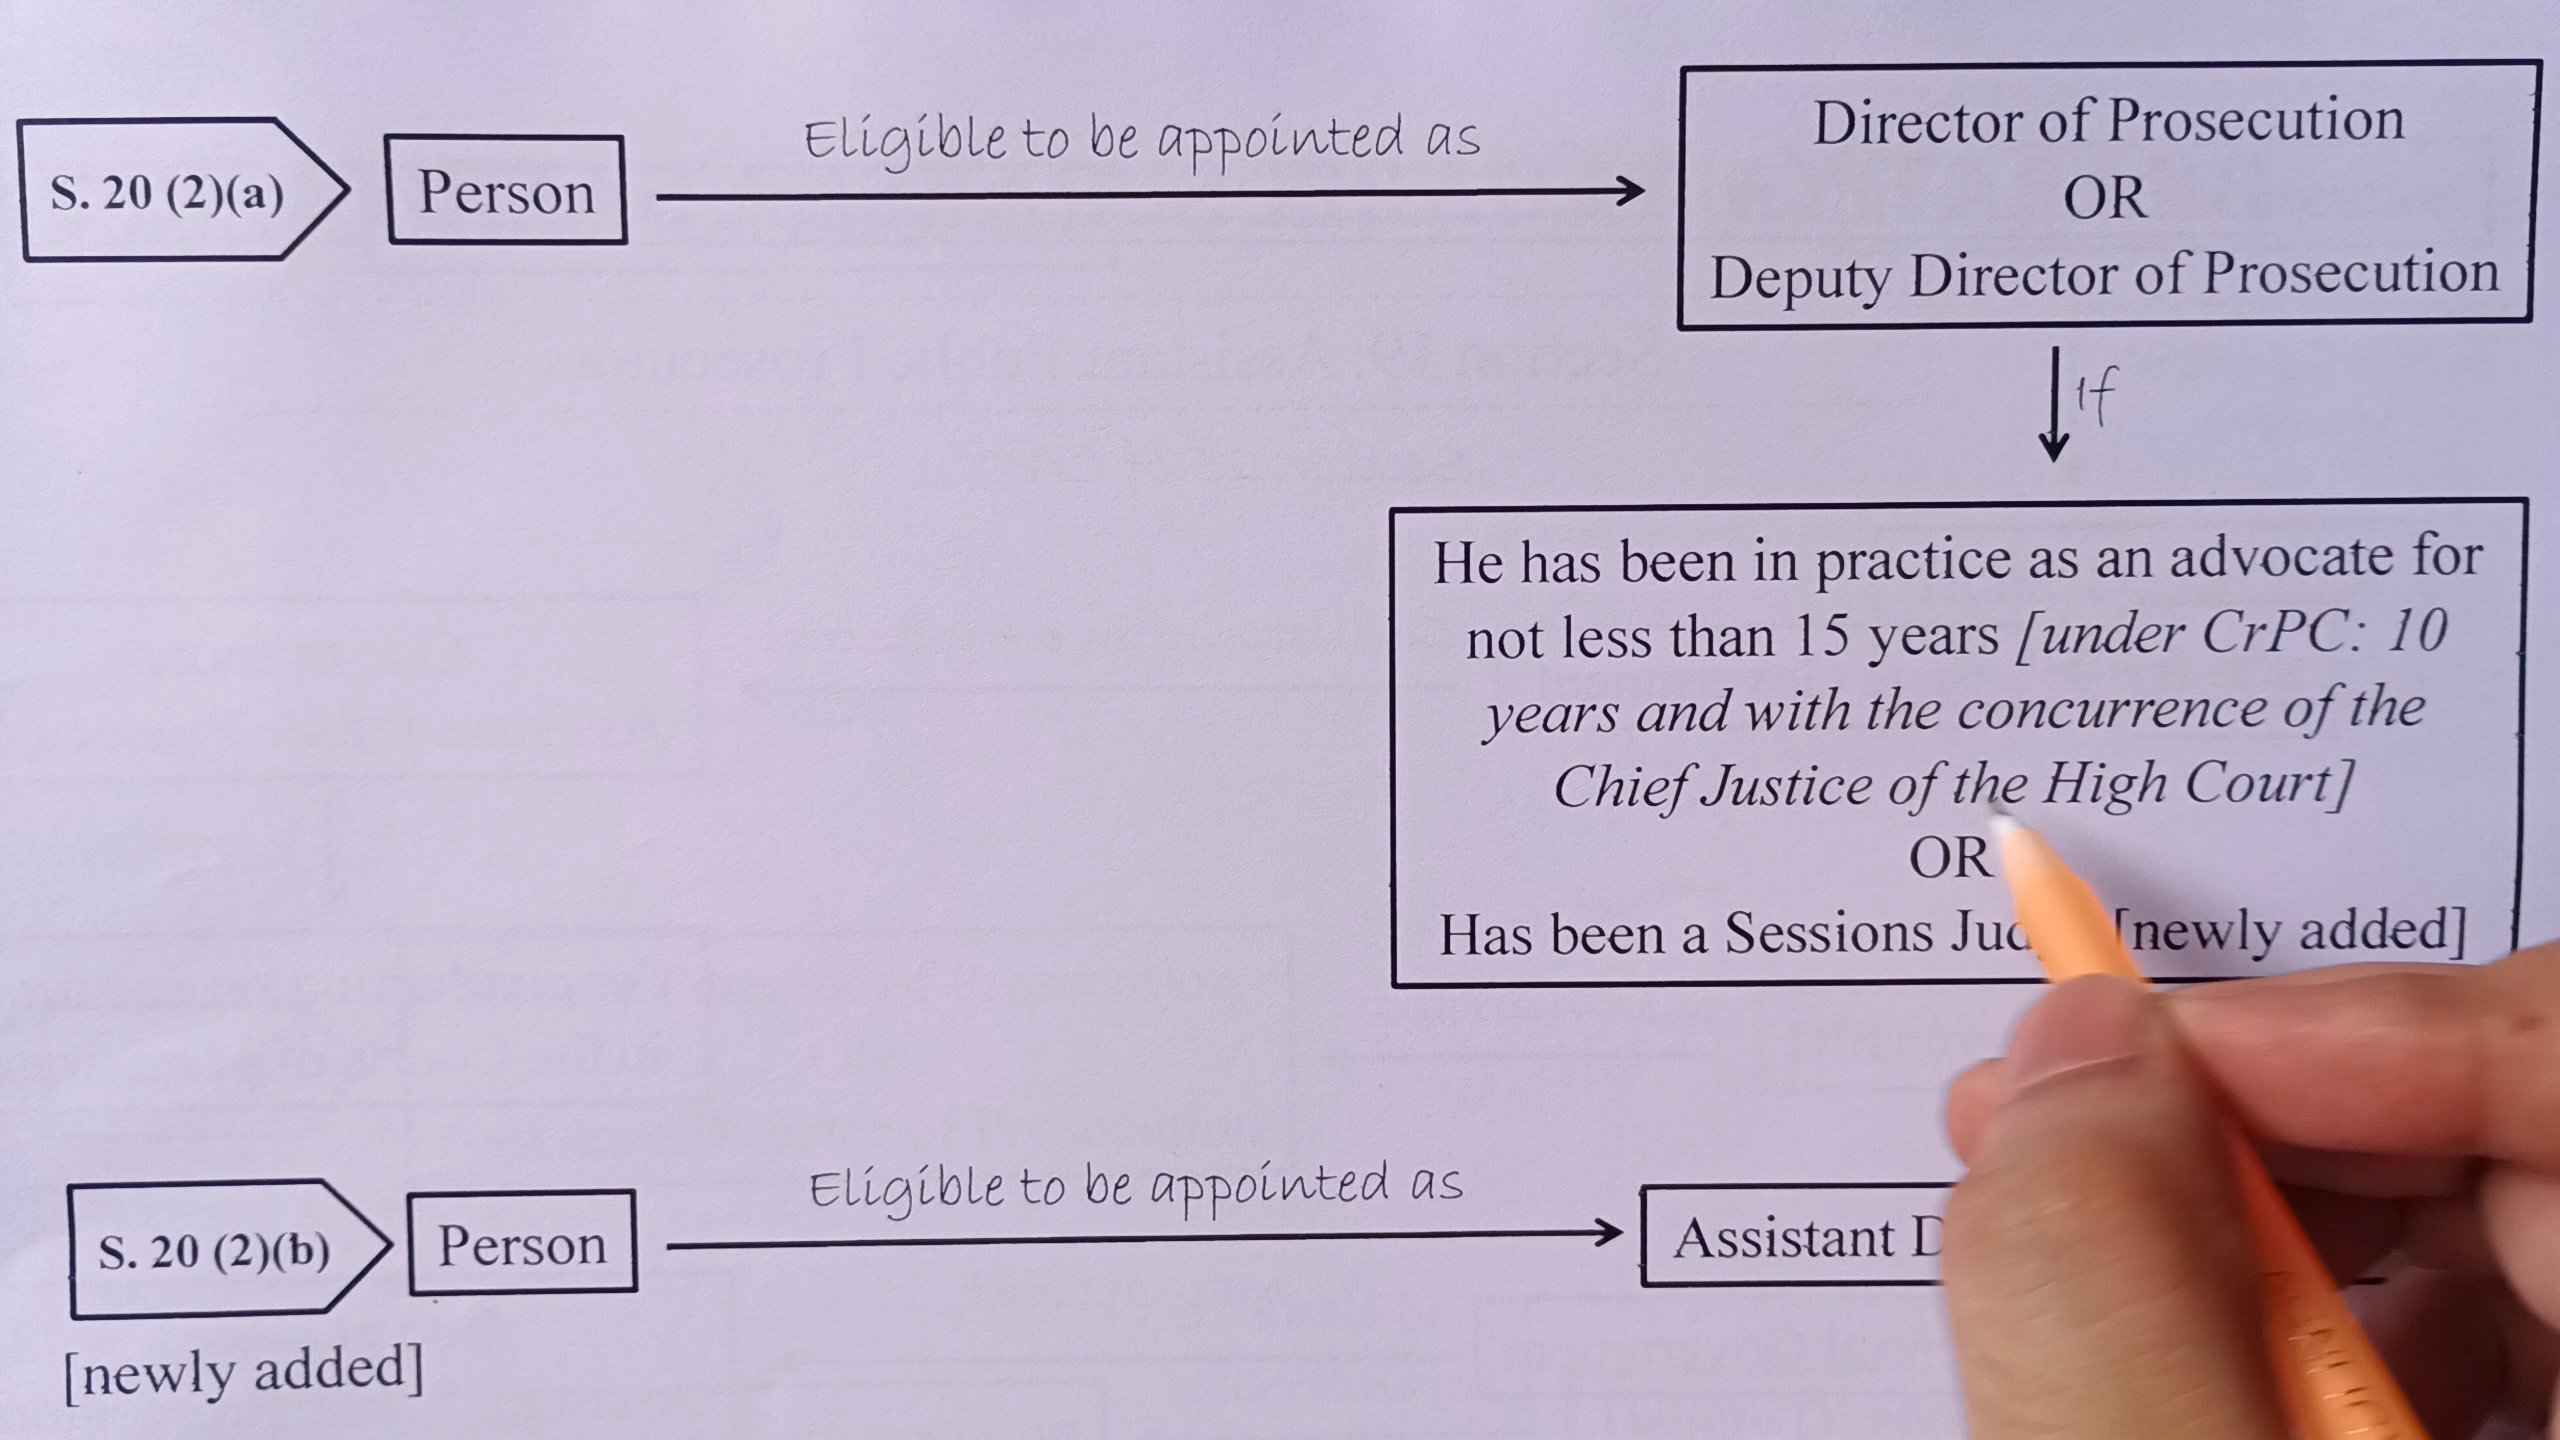 S. 20 (2)(a)
Person
Eligible to be appointed as
Director of Prosecution
OR
Deputy Director of Prosecution
If
He has been in practice as an advocate for
not less than 15 years [under CrPC: 10
years and with the concurrence of the
Chief Justice of the High Court]
OR
Has been a Sessions [newly added]
S. 20 (2)(b)
Person
Eligible to be appointed as
Assistant
[newly added]